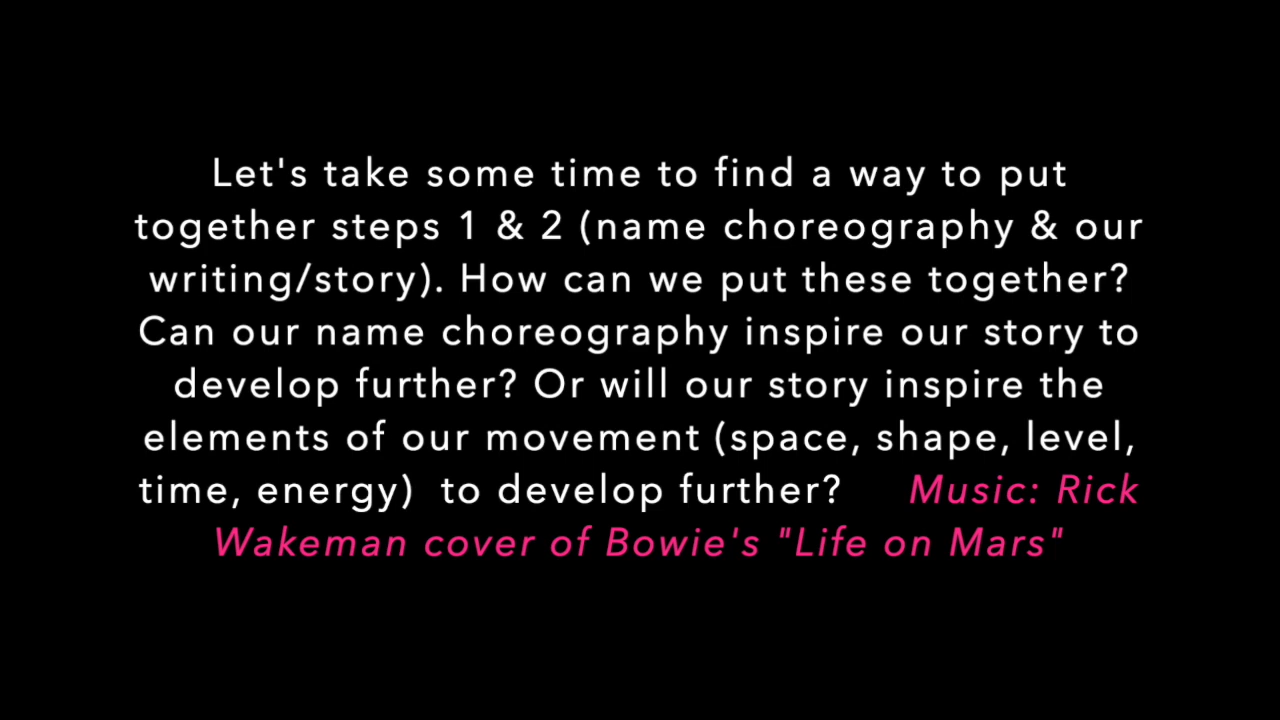 Let's take some time to find a way to put
together steps 1 & 2 (name choreography & our
writing/story). How can we put these together?
Can our name choreography inspire our story to
develop further? Or will our story inspire the
elements of our movement (space, shape, level,
time, energy)  to develop further?     Music: Rick
Wakeman cover of Bowie's "Life on Mars"